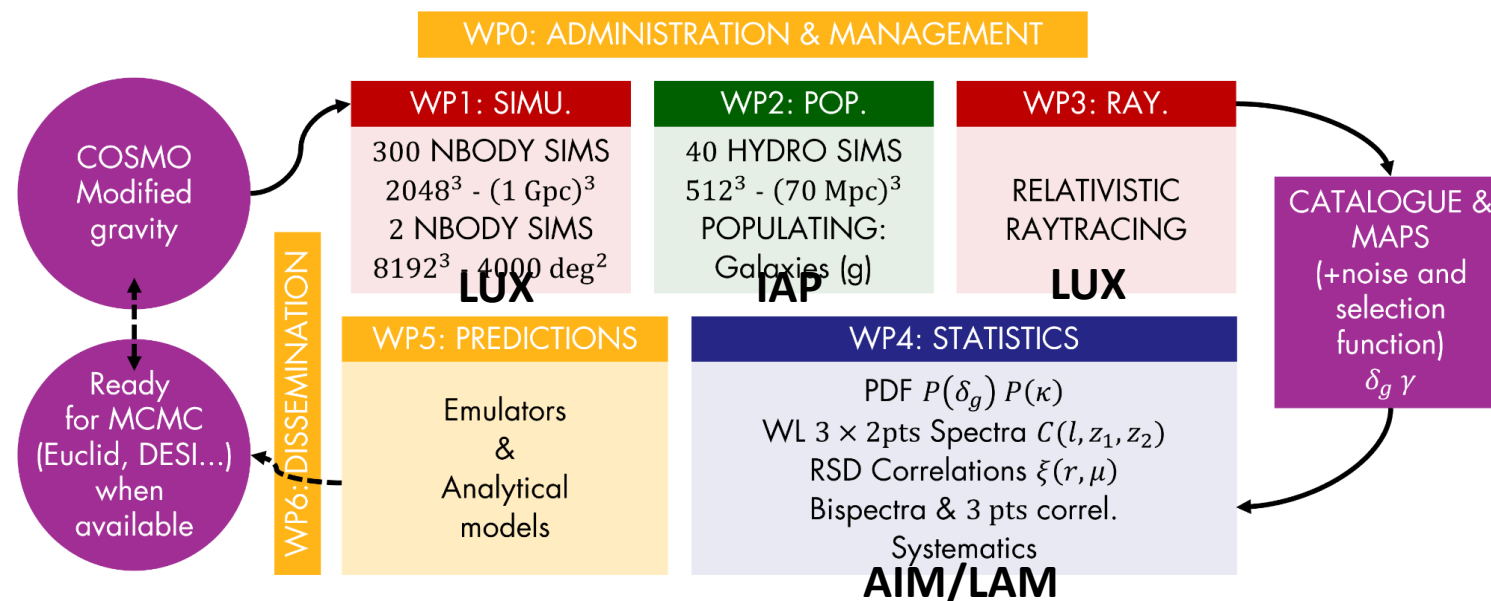 WP0: ADMINISTRATION & MANAGEMENT
COSMO
Modified
gravity
WP1: SIMU.
300 NBODY SIMS
2048³ - (1 Gpc)³
2 NBODY SIMS
8192³ - 4000 deg²
LUX
WP2: POP.
40 HYDRO SIMS
512³ - (70 Mpc)³
POPULATING:
Galaxies (g)
IAP
WP3: RAY.
RELATIVISTIC
RAYTRACING
LUX
CATALOGUE &
MAPS
(+noise and
selection
function)
δ_g γ
WP4: STATISTICS
PDF P(δ_g) P(κ)
WL 3 × 2pts Spectra C(l, z₁, z₂)
RSD Correlations ξ(r, μ)
Bispectra & 3 pts correl.
Systematics
AIM/LAM
WP5: PREDICTIONS
Emulators
&
Analytical
models
WP6: DISSEMINATION
Ready
for MCMC
(Euclid, DESI...)
when
available